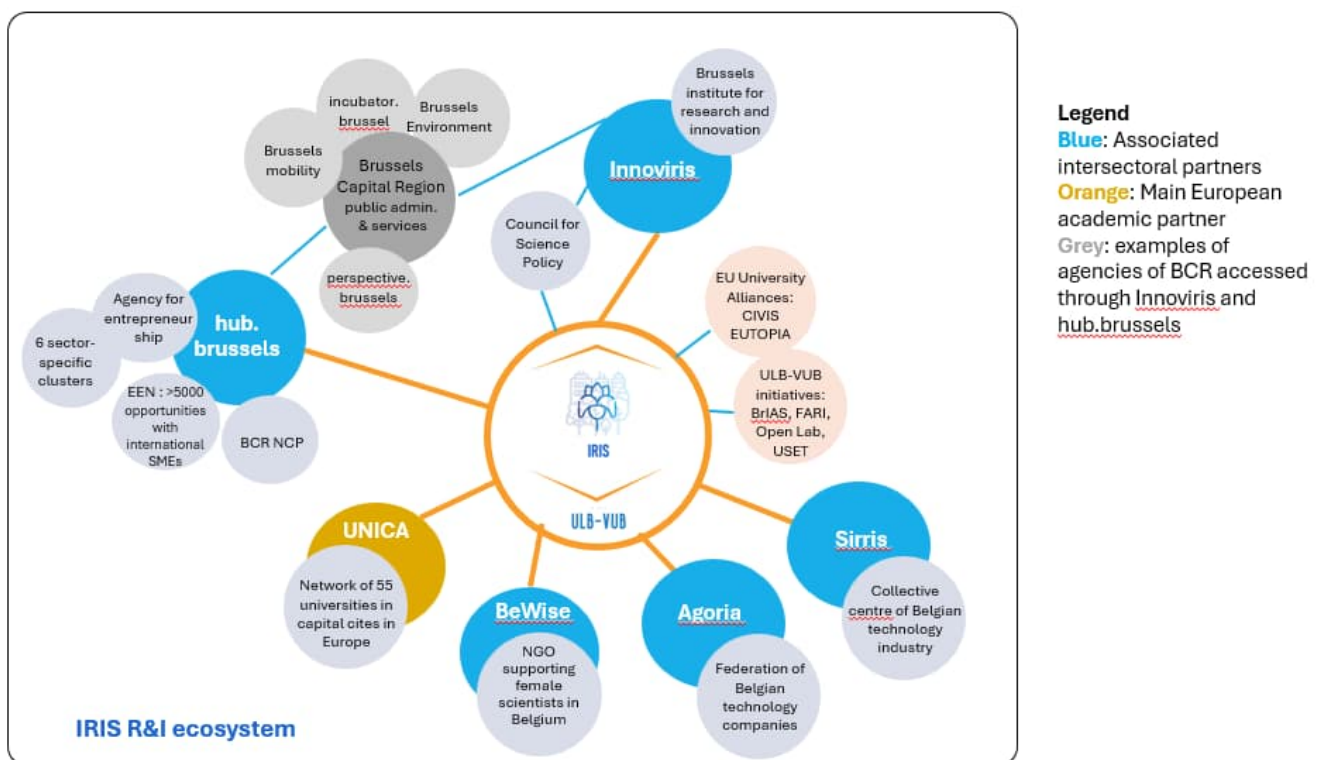 Brussels
institute for
research and
innovation
incubator.
brussel
Brussels
Environment
Brussels
mobility
Brussels
Capital Region
public admin.
& services
perspective.
brussels
Innoviris
Council for
Science
Policy
EU University
Alliances:
CIVIS
EUTOPIA
ULB-VUB
initiatives:
BrIAS, FARI,
Open Lab,
USET
hub.
brussels
Agency for
entrepreneur
ship
6 sector-
specific
clusters
EEN : >5000
opportunities
with
international
SMEs
BCR NCP
IRIS
ULB-VUB
UNICA
Network of 55
universities in
capital cites in
Europe
BeWise
NGO
supporting
female
scientists in
Belgium
Agoria
Federation of
Belgian
technology
companies
Sirris
Collective
centre of Belgian
technology
industry
IRIS R&I ecosystem
Legend
Blue: Associated
intersectoral partners
Orange: Main European
academic partner
Grey: examples of
agencies of BCR accessed
through Innoviris and
hub.brussels